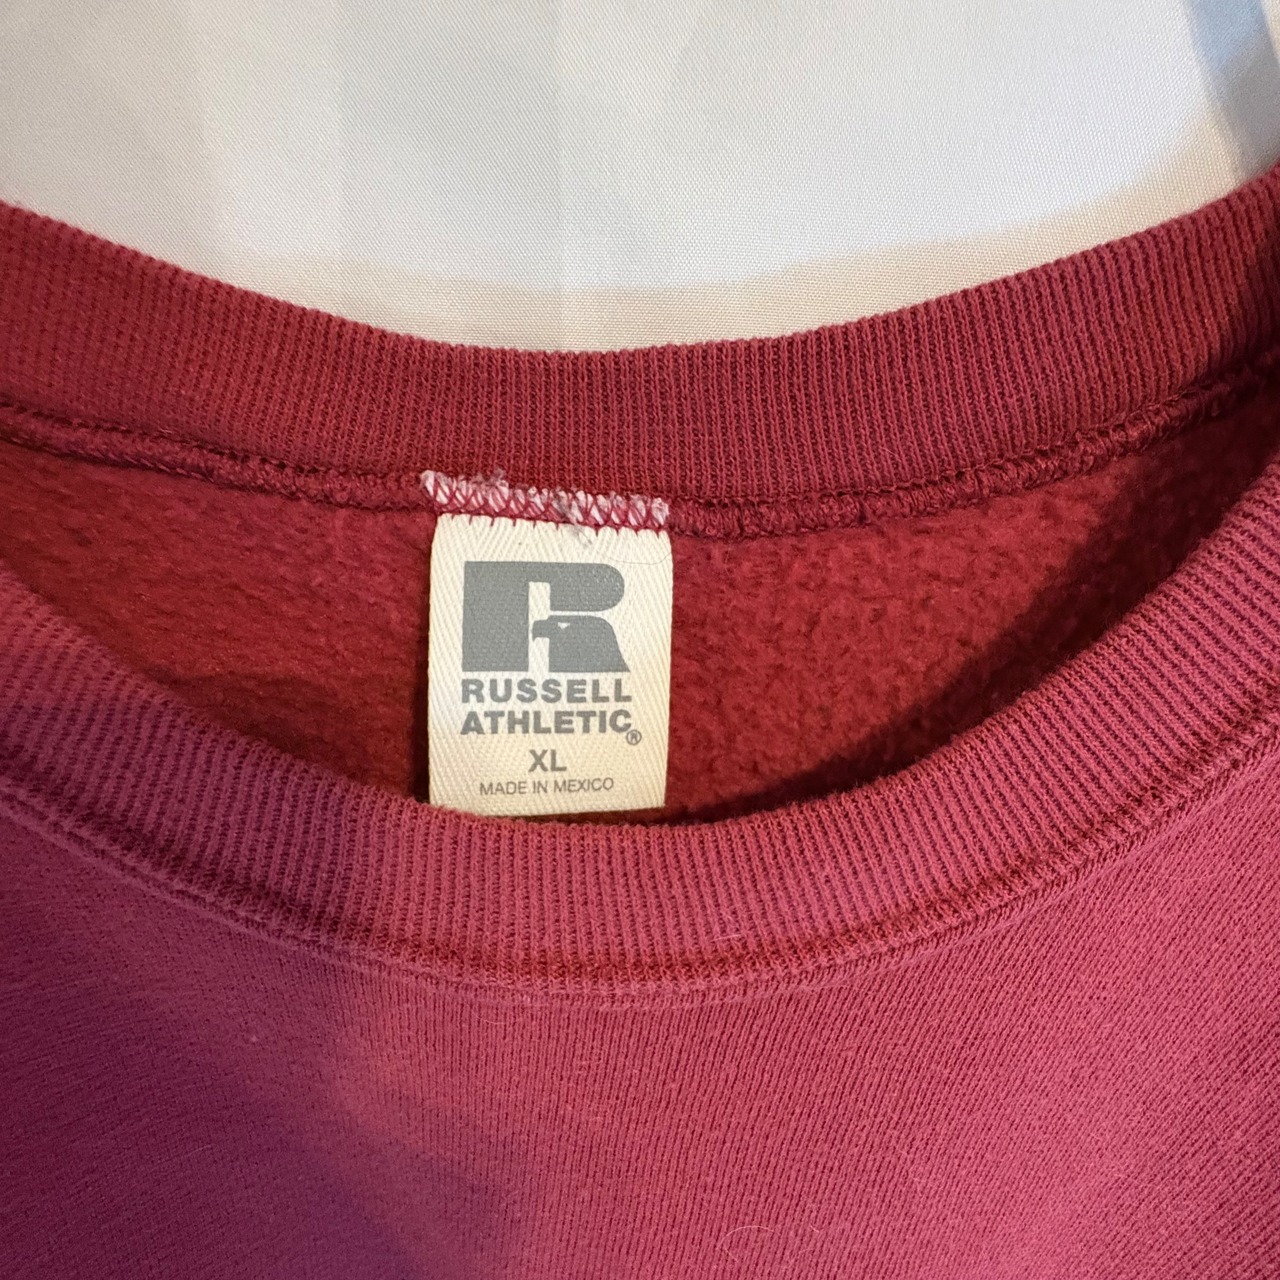 R
RUSSELL
ATHLETIC®
XL
MADE IN MEXICO